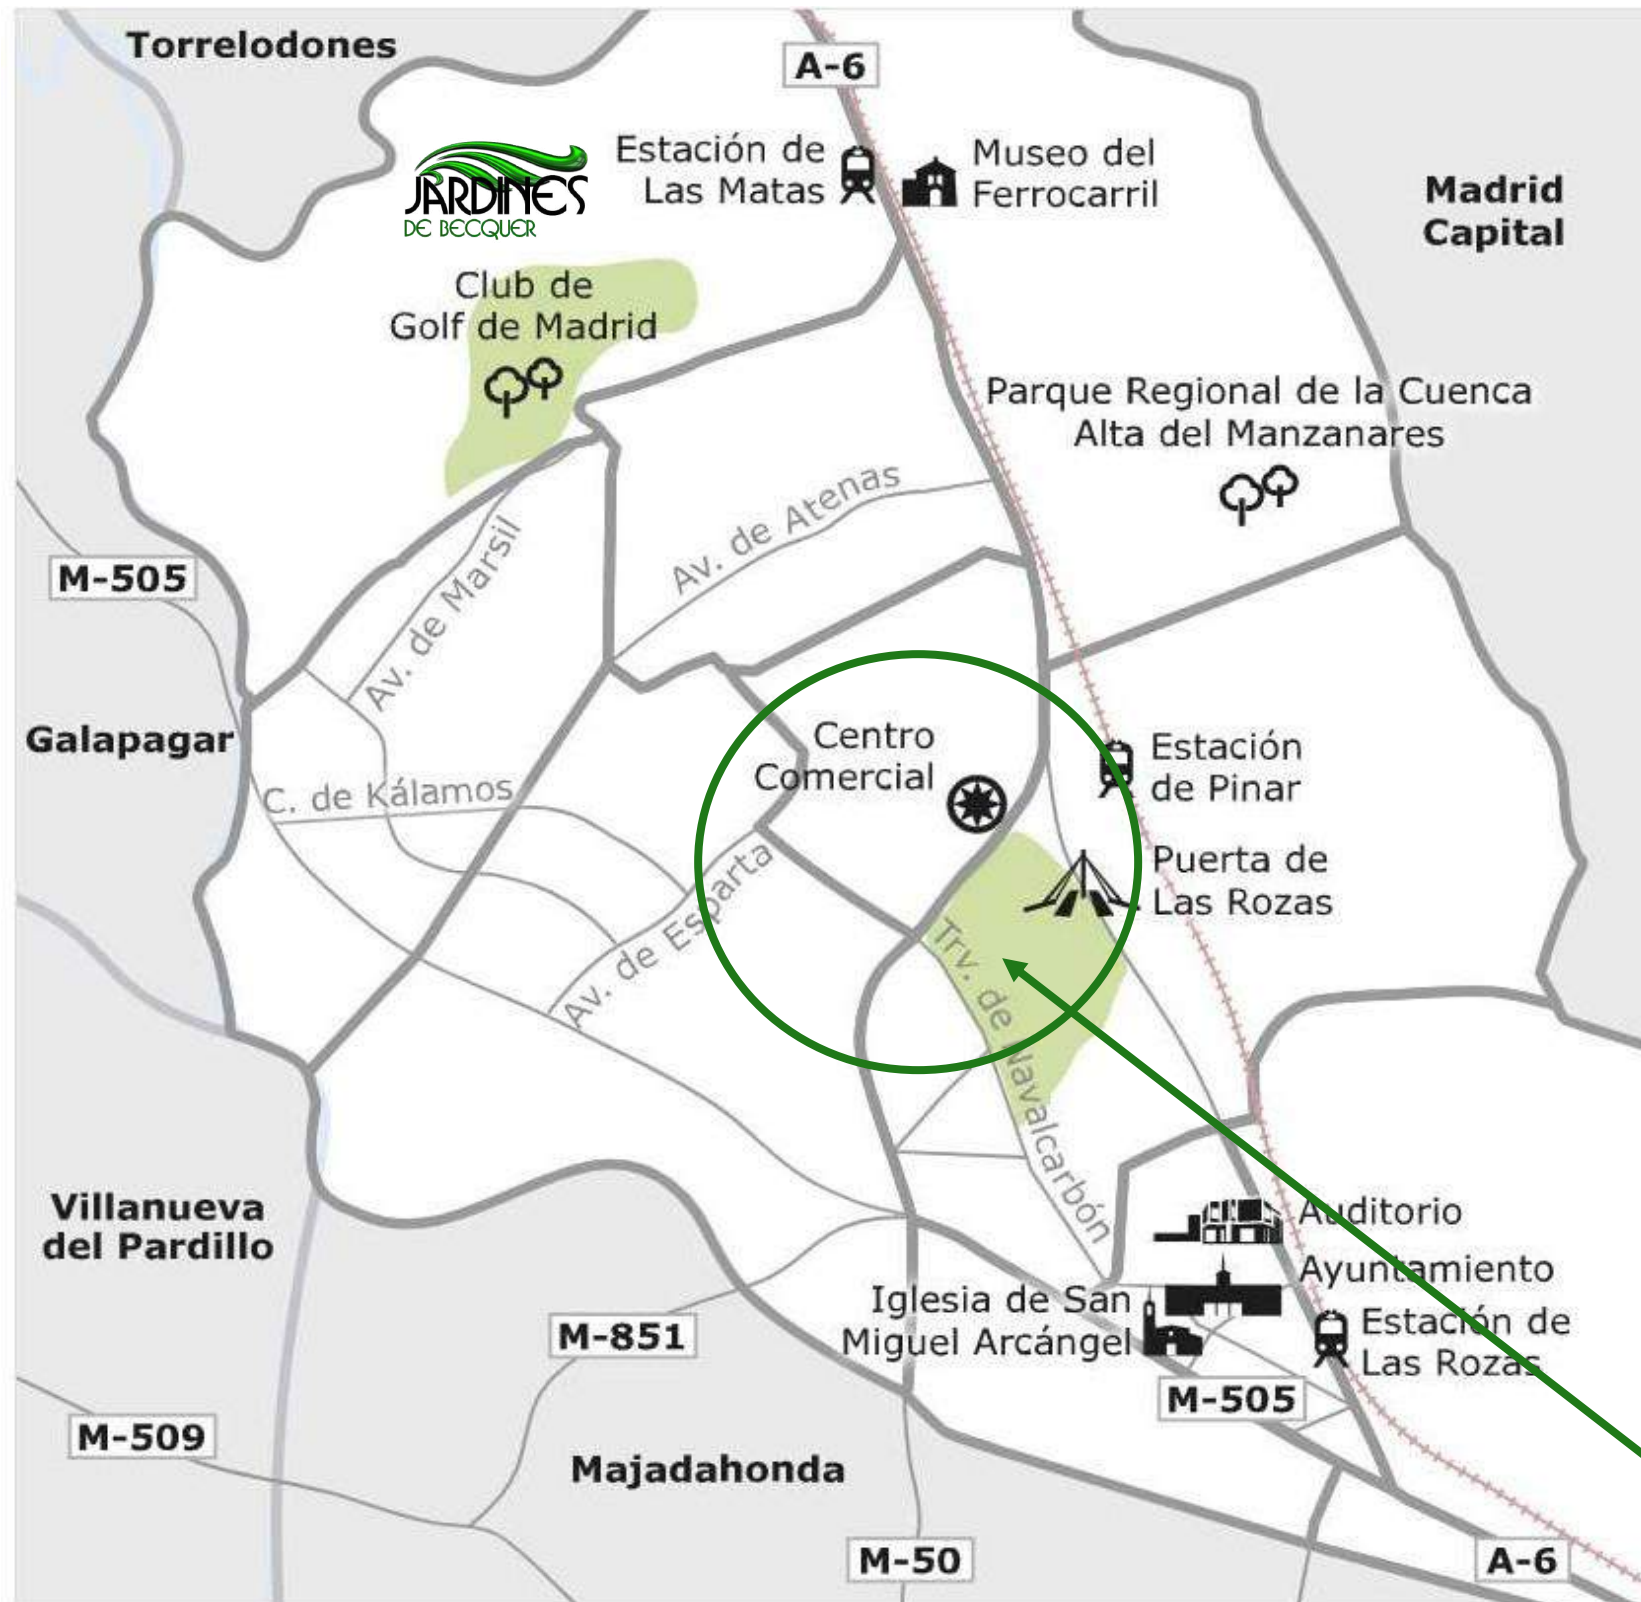 Torrelodones
A-6
JARDINES
DE BECQUER
Estación de
Las Matas
Museo del
Ferrocarril
Madrid
Capital
Club de
Golf de Madrid
Parque Regional de la Cuenca
Alta del Manzanares
Av. de Atenas
Av. de Marsil
M-505
Galapagar
Centro
Comercial
Estación
de Pinar
C. de Kálamos
Av. de Esparta
Puerta de
Las Rozas
Trv. de Navalcarbón
Villanueva
del Pardillo
Auditorio
Ayuntamiento
Iglesia de San
Miguel Arcángel
Estación de
Las Rozas
M-851
M-505
M-509
Majadahonda
M-50
A-6